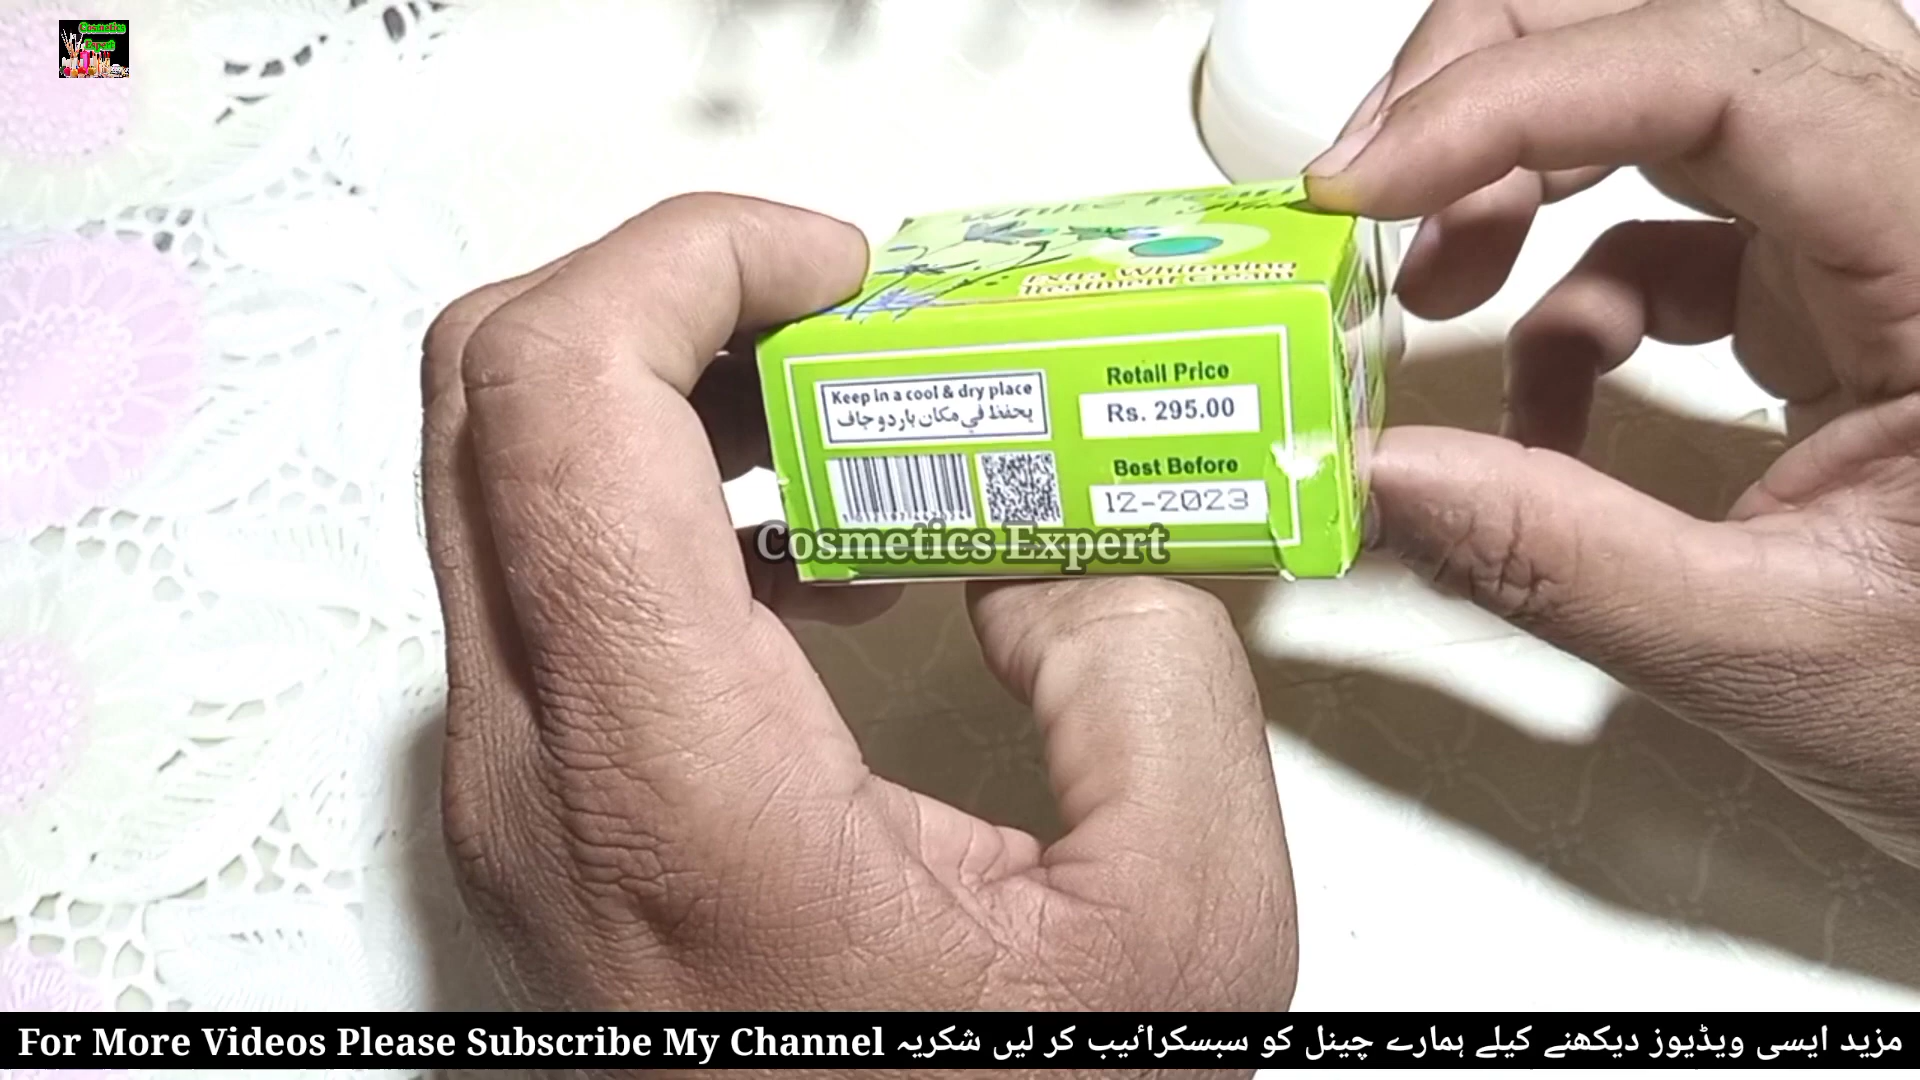 Cosmetics
Expert
White Pearl
Extra Whitening
Treatment Cream
Keep in a cool & dry place
يحفظ في مكان بارد و جاف
Retail Price
Rs. 295.00
Best Before
12-2023
Cosmetics Expert
For More Videos Please Subscribe My Channel مزید ایسی ویڈیوز دیکھنے کیلے ہمارے چینل کو سبسکرائیب کر لیں شکریہ